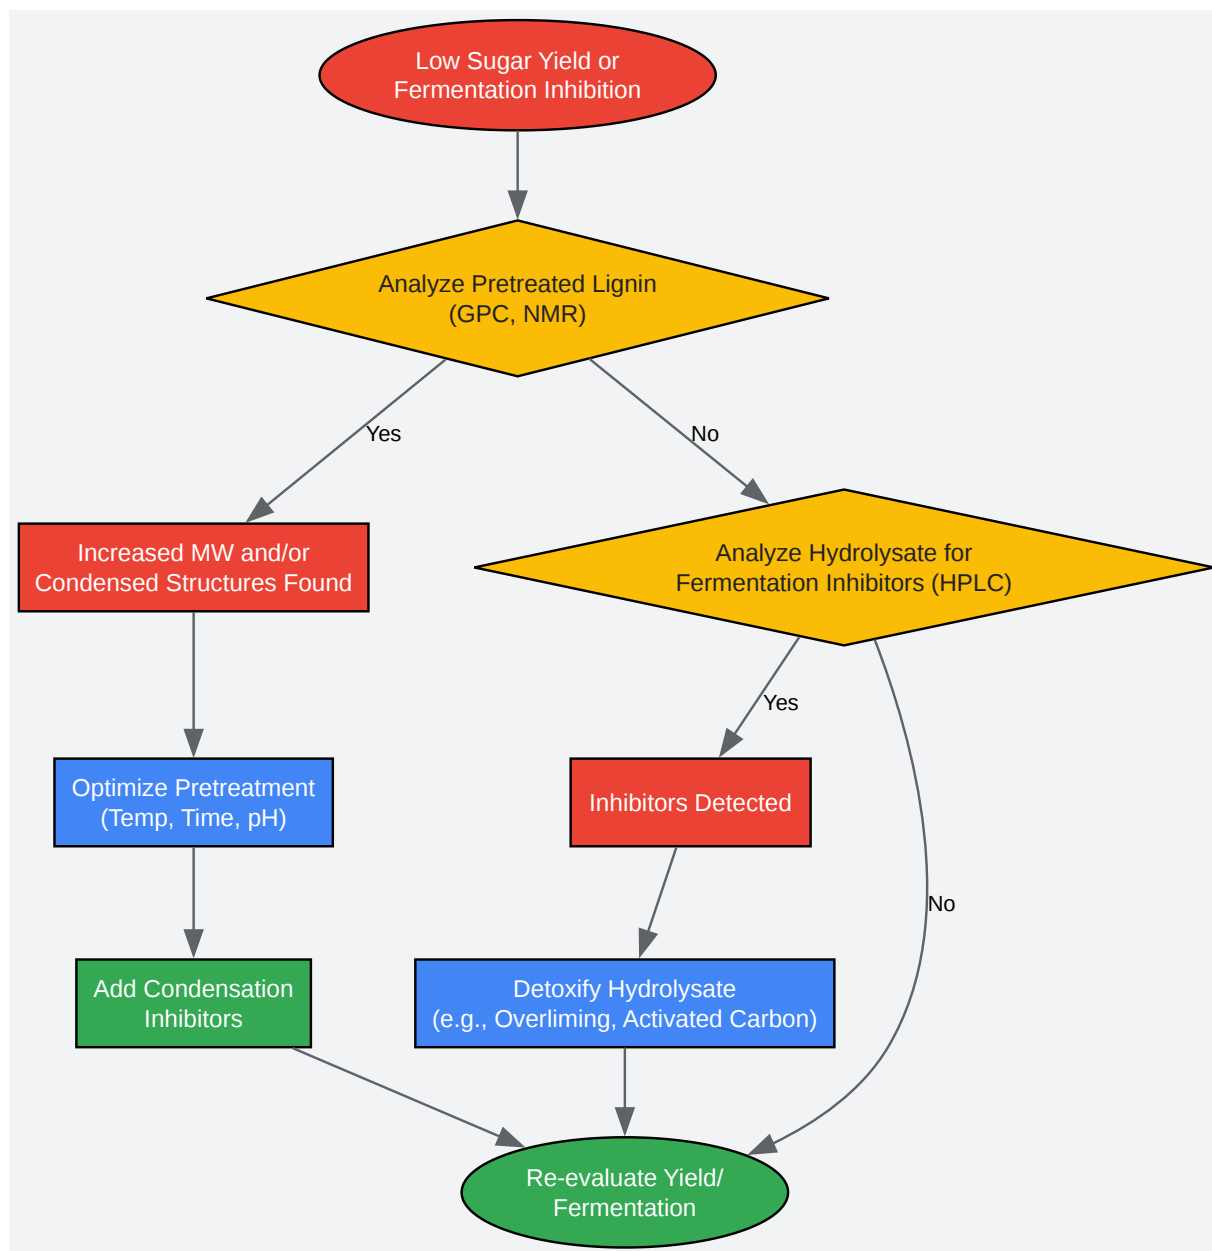 Low Sugar Yield or
Fermentation Inhibition
Analyze Pretreated Lignin
(GPC, NMR)
Yes
No
Increased MW and/or
Condensed Structures Found
Analyze Hydrolysate for
Fermentation Inhibitors (HPLC)
Yes
Optimize Pretreatment
(Temp, Time, pH)
Inhibitors Detected
No
Add Condensation
Inhibitors
Detoxify Hydrolysate
(e.g., Overliming, Activated Carbon)
Re-evaluate Yield/
Fermentation